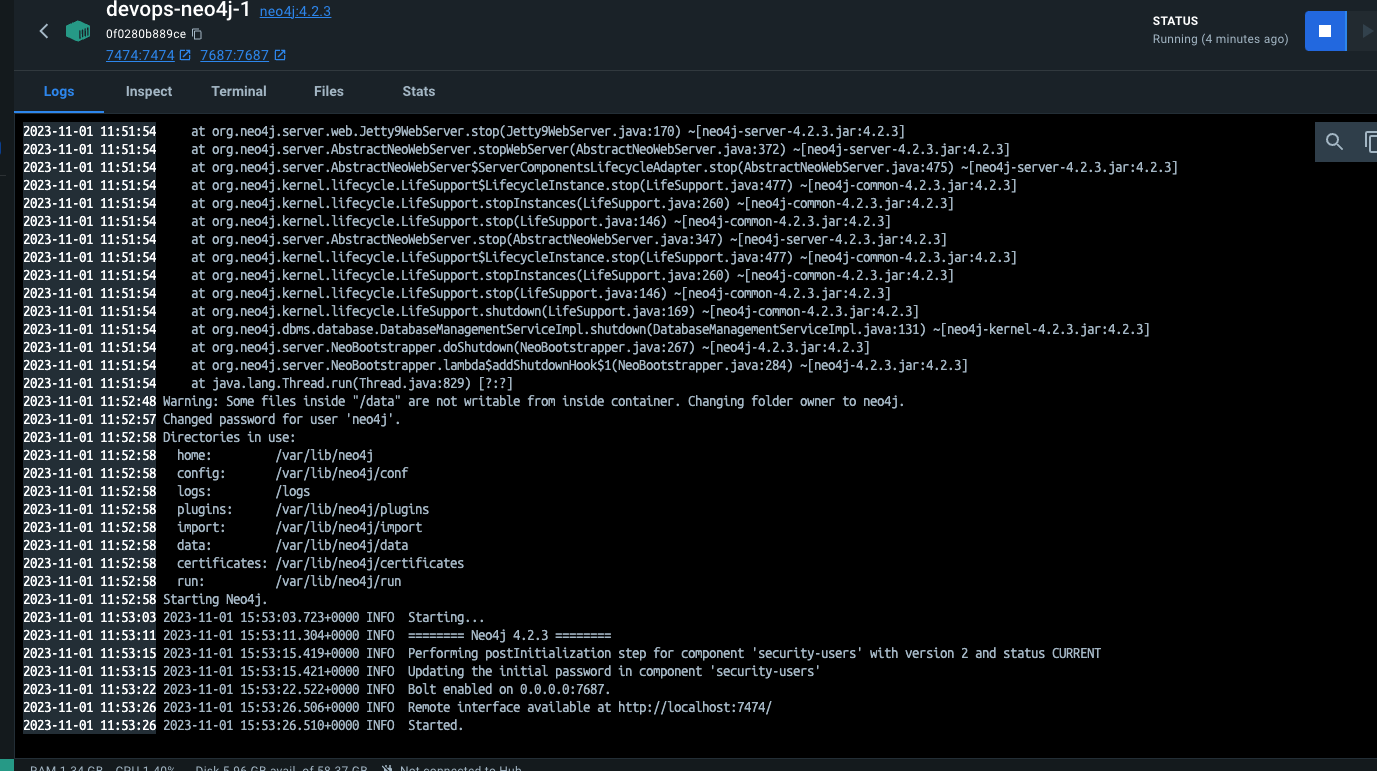 devops-neo4j-1 neo4j:4.2.3
0f0280b889ce
7474:7474 7687:7687
STATUS
Running (4 minutes ago)
Logs Inspect Terminal Files Stats
2023-11-01 11:51:54 at org.neo4j.server.web.Jetty9WebServer.stop(Jetty9WebServer.java:170) ~[neo4j-server-4.2.3.jar:4.2.3]
2023-11-01 11:51:54 at org.neo4j.server.AbstractNeoWebServer.stopWebServer(AbstractNeoWebServer.java:372) ~[neo4j-server-4.2.3.jar:4.2.3]
2023-11-01 11:51:54 at org.neo4j.server.AbstractNeoWebServer$ServerComponentsLifecycleAdapter.stop(AbstractNeoWebServer.java:475) ~[neo4j-server-4.2.3.jar:4.2.3]
2023-11-01 11:51:54 at org.neo4j.kernel.lifecycle.LifeSupport$LifecycleInstance.stop(LifeSupport.java:477) ~[neo4j-common-4.2.3.jar:4.2.3]
2023-11-01 11:51:54 at org.neo4j.kernel.lifecycle.LifeSupport.stopInstances(LifeSupport.java:260) ~[neo4j-common-4.2.3.jar:4.2.3]
2023-11-01 11:51:54 at org.neo4j.kernel.lifecycle.LifeSupport.stop(LifeSupport.java:146) ~[neo4j-common-4.2.3.jar:4.2.3]
2023-11-01 11:51:54 at org.neo4j.server.AbstractNeoWebServer.stop(AbstractNeoWebServer.java:347) ~[neo4j-server-4.2.3.jar:4.2.3]
2023-11-01 11:51:54 at org.neo4j.kernel.lifecycle.LifeSupport$LifecycleInstance.stop(LifeSupport.java:477) ~[neo4j-common-4.2.3.jar:4.2.3]
2023-11-01 11:51:54 at org.neo4j.kernel.lifecycle.LifeSupport.stopInstances(LifeSupport.java:260) ~[neo4j-common-4.2.3.jar:4.2.3]
2023-11-01 11:51:54 at org.neo4j.kernel.lifecycle.LifeSupport.stop(LifeSupport.java:146) ~[neo4j-common-4.2.3.jar:4.2.3]
2023-11-01 11:51:54 at org.neo4j.kernel.lifecycle.LifeSupport.shutdown(LifeSupport.java:169) ~[neo4j-common-4.2.3.jar:4.2.3]
2023-11-01 11:51:54 at org.neo4j.dbms.database.DatabaseManagementServiceImpl.shutdown(DatabaseManagementServiceImpl.java:131) ~[neo4j-kernel-4.2.3.jar:4.2.3]
2023-11-01 11:51:54 at org.neo4j.server.NeoBootstrapper.doShutdown(NeoBootstrapper.java:267) ~[neo4j-4.2.3.jar:4.2.3]
2023-11-01 11:51:54 at org.neo4j.server.NeoBootstrapper.lambda$addShutdownHook$1(NeoBootstrapper.java:284) ~[neo4j-4.2.3.jar:4.2.3]
2023-11-01 11:51:54 at java.lang.Thread.run(Thread.java:829) [?:?]
2023-11-01 11:52:48 Warning: Some files inside "/data" are not writable from inside container. Changing folder owner to neo4j.
2023-11-01 11:52:57 Changed password for user 'neo4j'.
2023-11-01 11:52:58 Directories in use:
2023-11-01 11:52:58 home: /var/lib/neo4j
2023-11-01 11:52:58 config: /var/lib/neo4j/conf
2023-11-01 11:52:58 logs: /logs
2023-11-01 11:52:58 plugins: /var/lib/neo4j/plugins
2023-11-01 11:52:58 import: /var/lib/neo4j/import
2023-11-01 11:52:58 data: /var/lib/neo4j/data
2023-11-01 11:52:58 certificates: /var/lib/neo4j/certificates
2023-11-01 11:52:58 run: /var/lib/neo4j/run
2023-11-01 11:52:58 Starting Neo4j.
2023-11-01 11:53:03 2023-11-01 15:53:03.723+0000 INFO Starting...
2023-11-01 11:53:11 2023-11-01 15:53:11.304+0000 INFO ======== Neo4j 4.2.3 ========
2023-11-01 11:53:15 2023-11-01 15:53:15.419+0000 INFO Performing postInitialization step for component 'security-users' with version 2 and status CURRENT
2023-11-01 11:53:15 2023-11-01 15:53:15.421+0000 INFO Updating the initial password in component 'security-users'
2023-11-01 11:53:22 2023-11-01 15:53:22.522+0000 INFO Bolt enabled on 0.0.0.0:7687.
2023-11-01 11:53:26 2023-11-01 15:53:26.506+0000 INFO Remote interface available at http://localhost:7474/
2023-11-01 11:53:26 2023-11-01 15:53:26.510+0000 INFO Started.
RAM 1.34 GB CPU 1.40% Disk 5.96 GB avail. of 58.37 GB Not connected to Hub